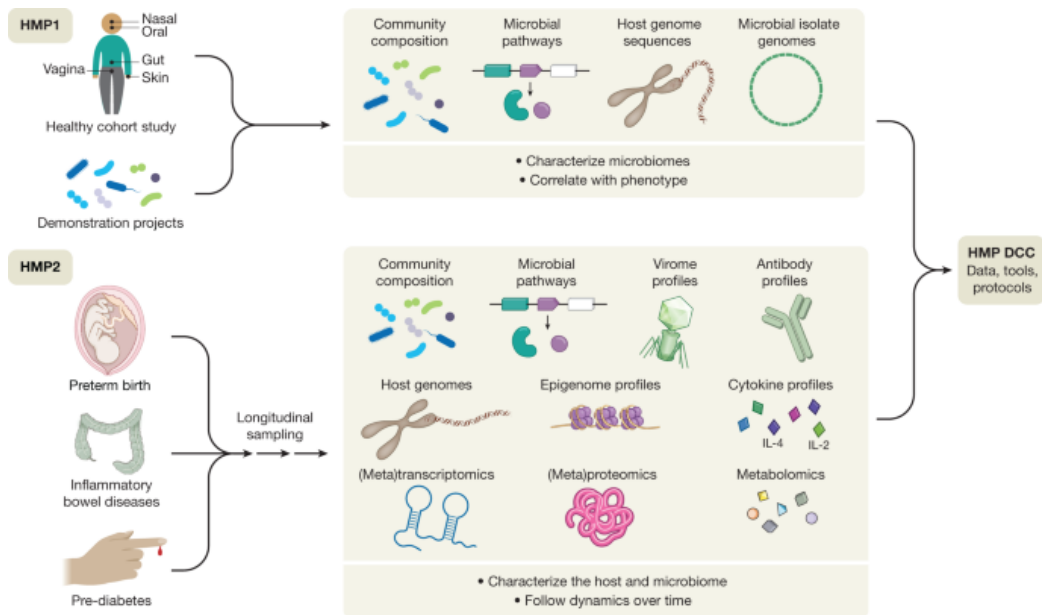 HMP1
Nasal
Oral
Gut
Vagina
Skin
Healthy cohort study
Demonstration projects
Community
composition
Microbial
pathways
Host genome
sequences
Microbial isolate
genomes
• Characterize microbiomes
• Correlate with phenotype
HMP2
Preterm birth
Inflammatory
bowel diseases
Pre-diabetes
Longitudinal
sampling
Community
composition
Microbial
pathways
Virome
profiles
Antibody
profiles
Host genomes
Epigenome profiles
Cytokine profiles
IL-4
IL-2
(Meta)transcriptomics
(Meta)proteomics
Metabolomics
• Characterize the host and microbiome
• Follow dynamics over time
HMP DCC
Data, tools,
protocols